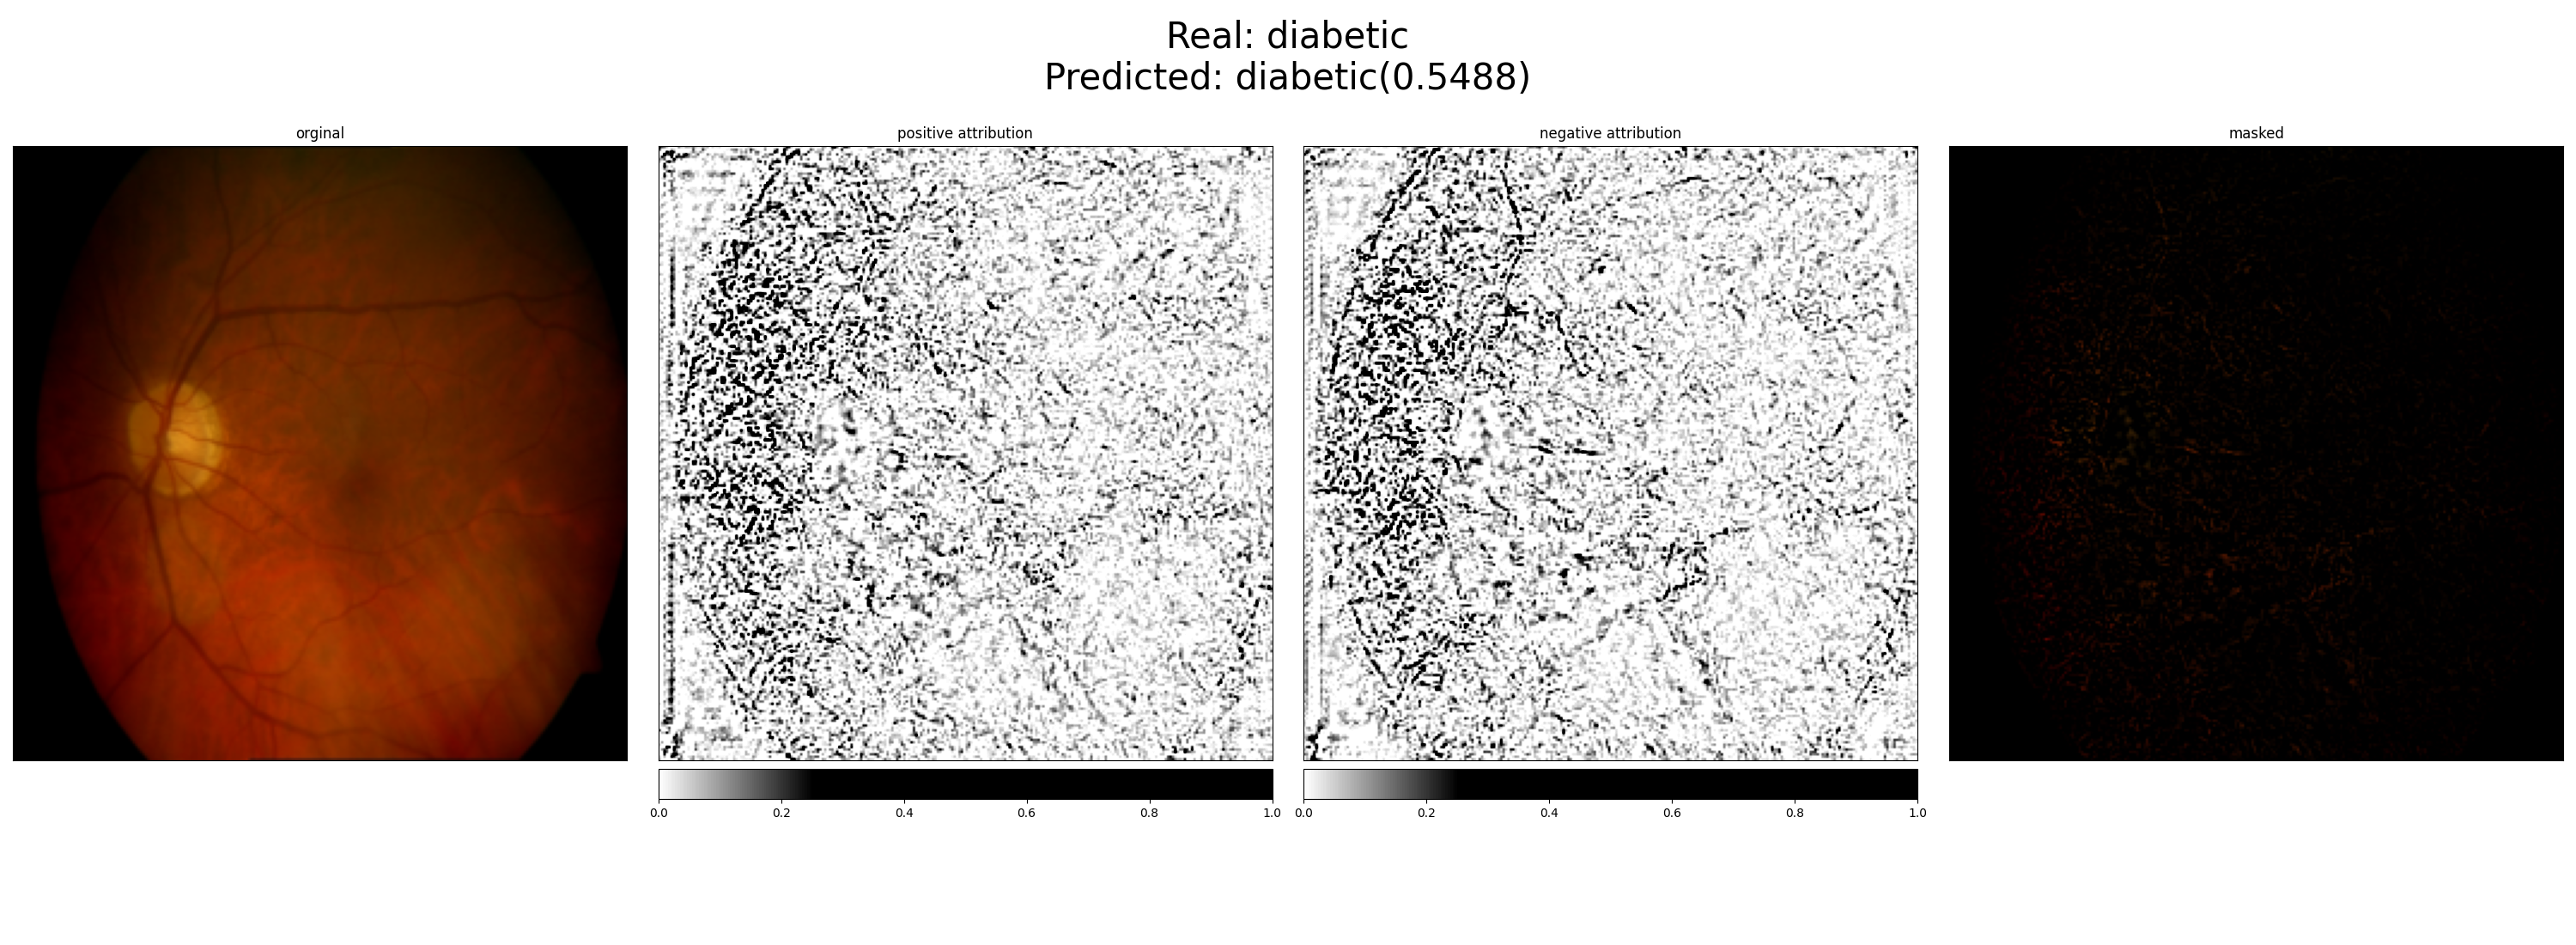 Real: diabetic
Predicted: diabetic(0.5488)
orginal
positive attribution
negative attribution
masked
0.0 0.2 0.4 0.6 0.8 1.0
0.0 0.2 0.4 0.6 0.8 1.0